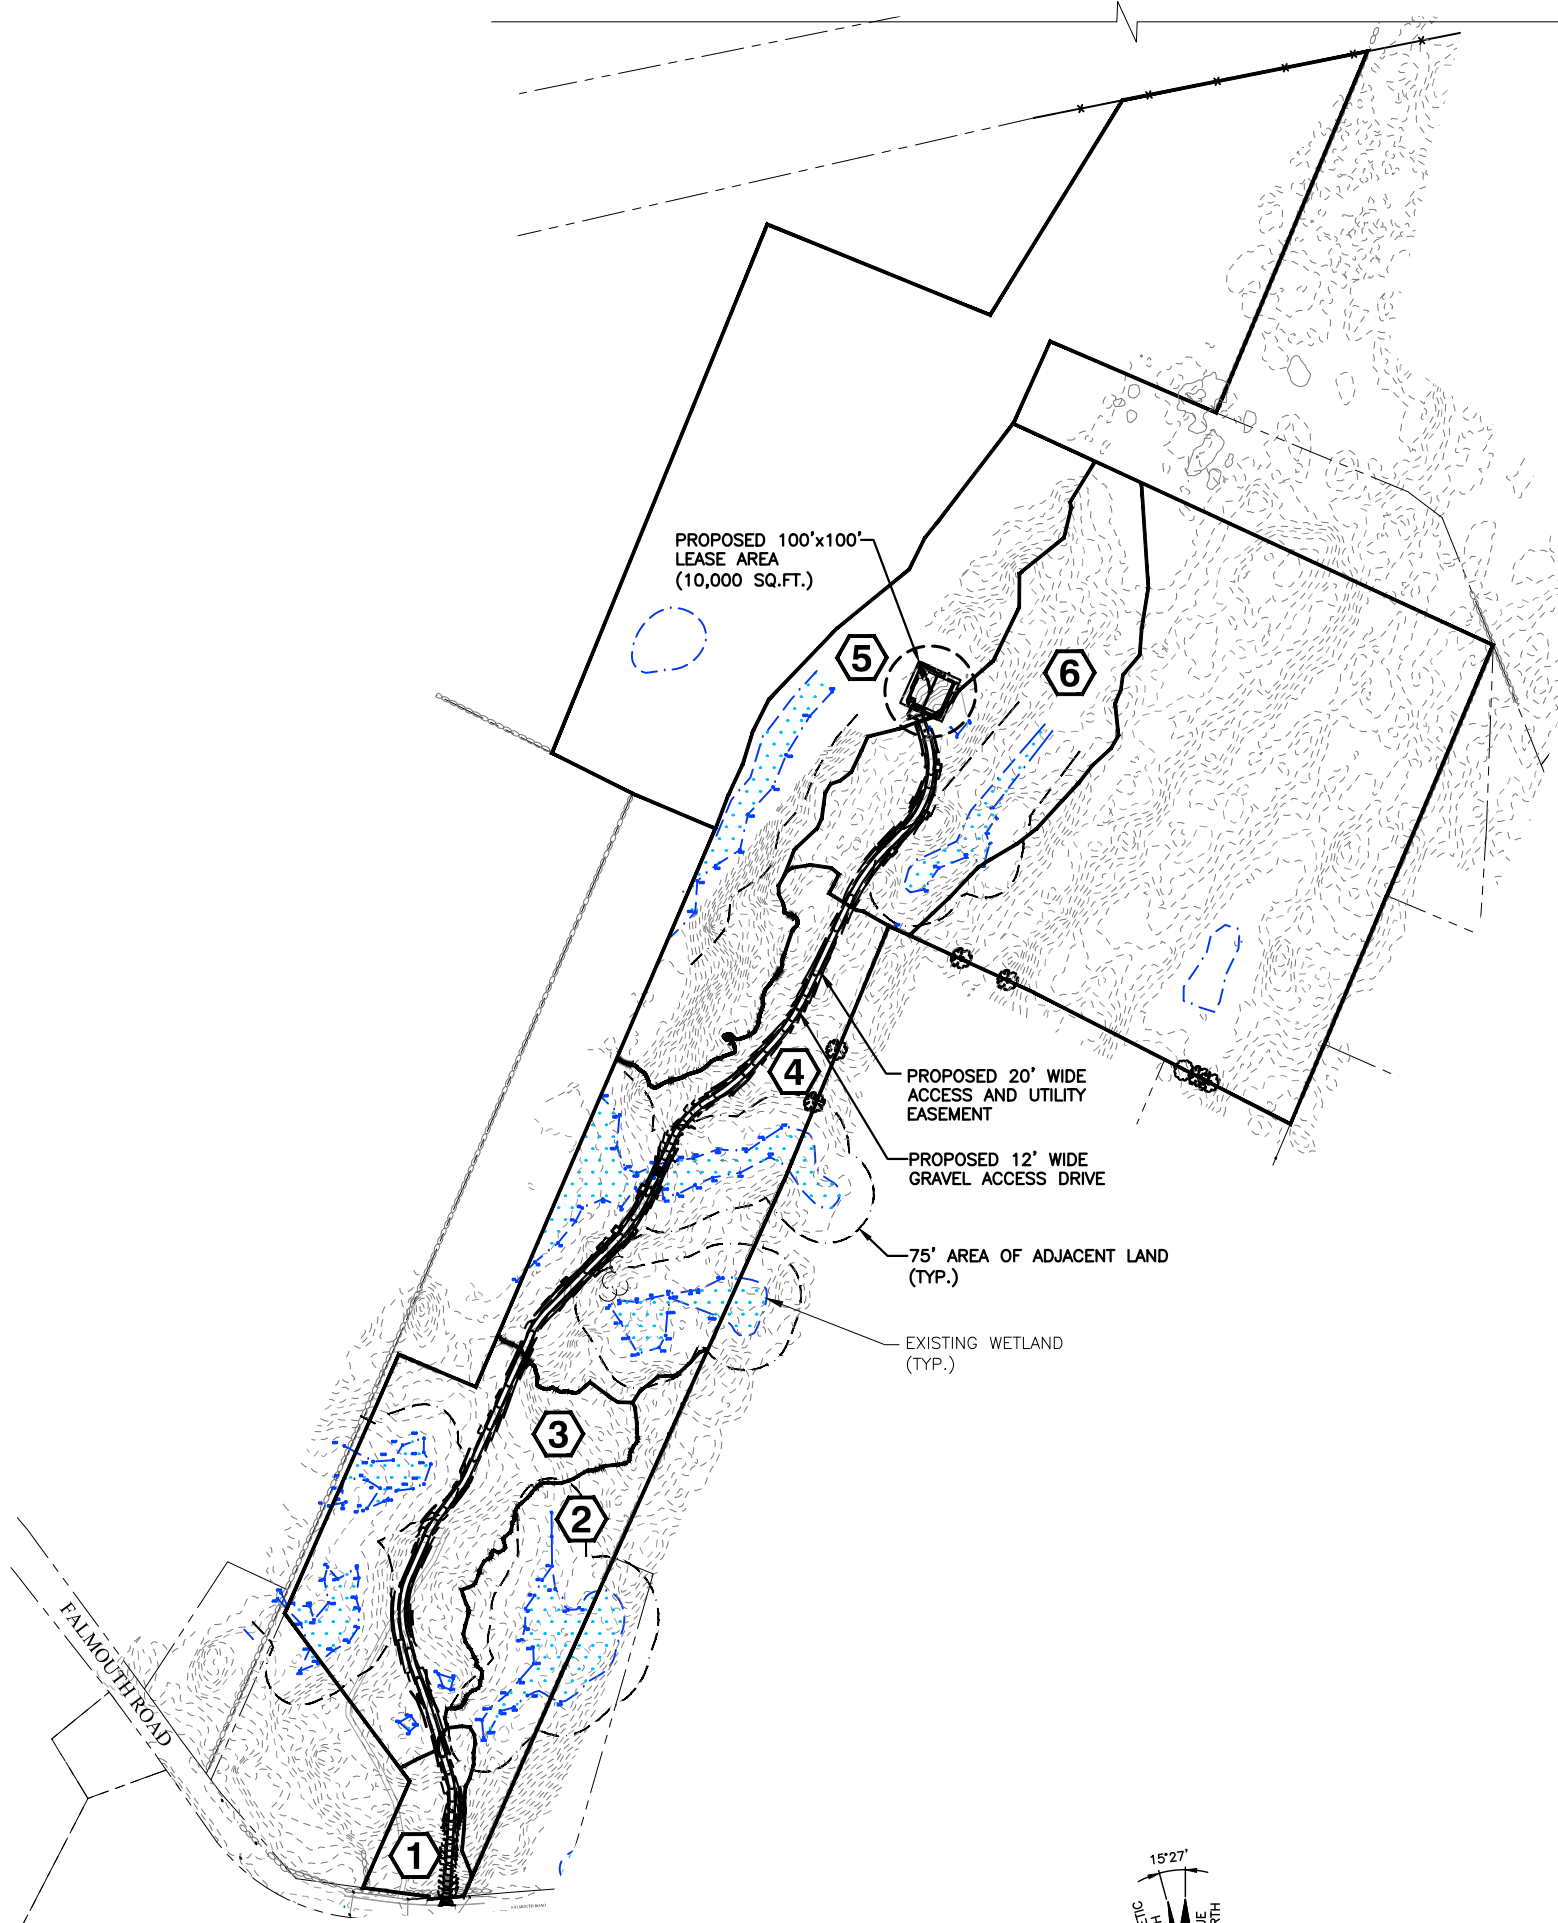 PROPOSED 100'x100'
LEASE AREA
(10,000 SQ.FT.)
5
6
4
PROPOSED 20' WIDE
ACCESS AND UTILITY
EASEMENT
PROPOSED 12' WIDE
GRAVEL ACCESS DRIVE
75' AREA OF ADJACENT LAND
(TYP.)
EXISTING WETLAND
(TYP.)
3
2
FALMOUTH ROAD
1
FALMOUTH ROAD
15°27'